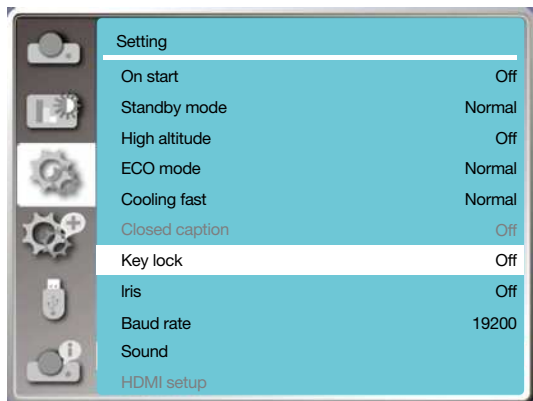 Setting
On start Off
Standby mode Normal
High altitude Off
ECO mode Normal
Cooling fast Normal
Closed caption Off
Key lock Off
Iris Off
Baud rate 19200
Sound
HDMI setup